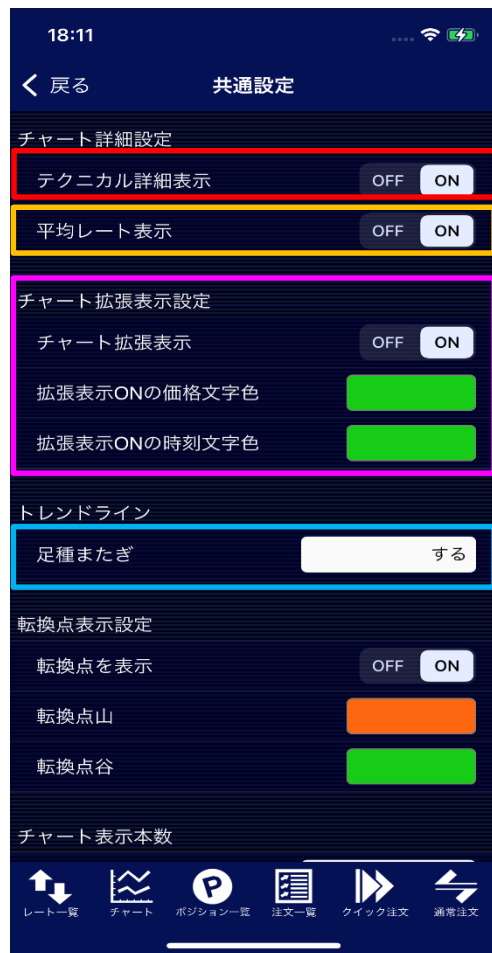 18:11
戻る 共通設定
チャート詳細設定
テクニカル詳細表示 OFF ON
平均レート表示 OFF ON
チャート拡張表示設定
チャート拡張表示 OFF ON
拡張表示ONの価格文字色
拡張表示ONの時刻文字色
トレンドライン
足種またぎ する
転換点表示設定
転換点を表示 OFF ON
転換点山
転換点谷
チャート表示本数
P
レート一覧 チャート ポジション一覧 注文一覧 クイック注文 通常注文